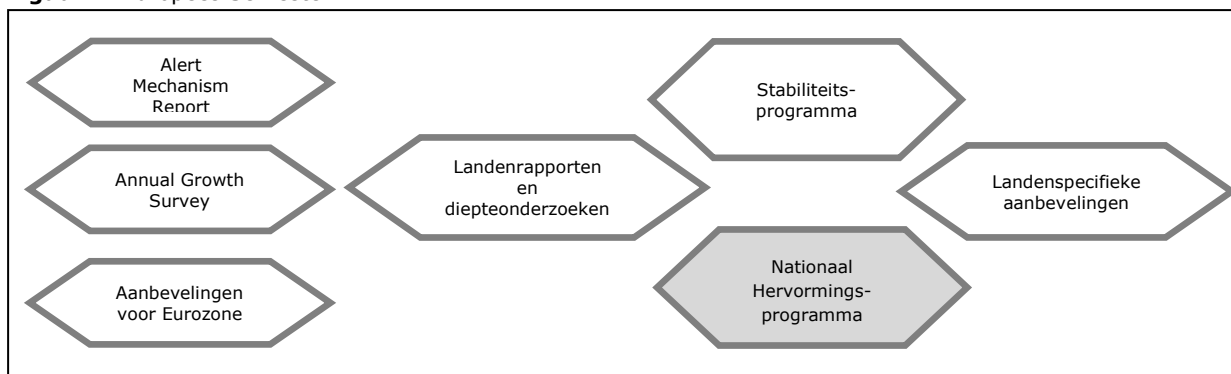 Alert
Mechanism
Report
Annual Growth
Survey
Aanbevelingen
voor Eurozone
Landenrapporten
en
diepteonderzoeken
Stabiliteits-
programma
Nationaal
Hervormings-
programma
Landenspecifieke
aanbevelingen